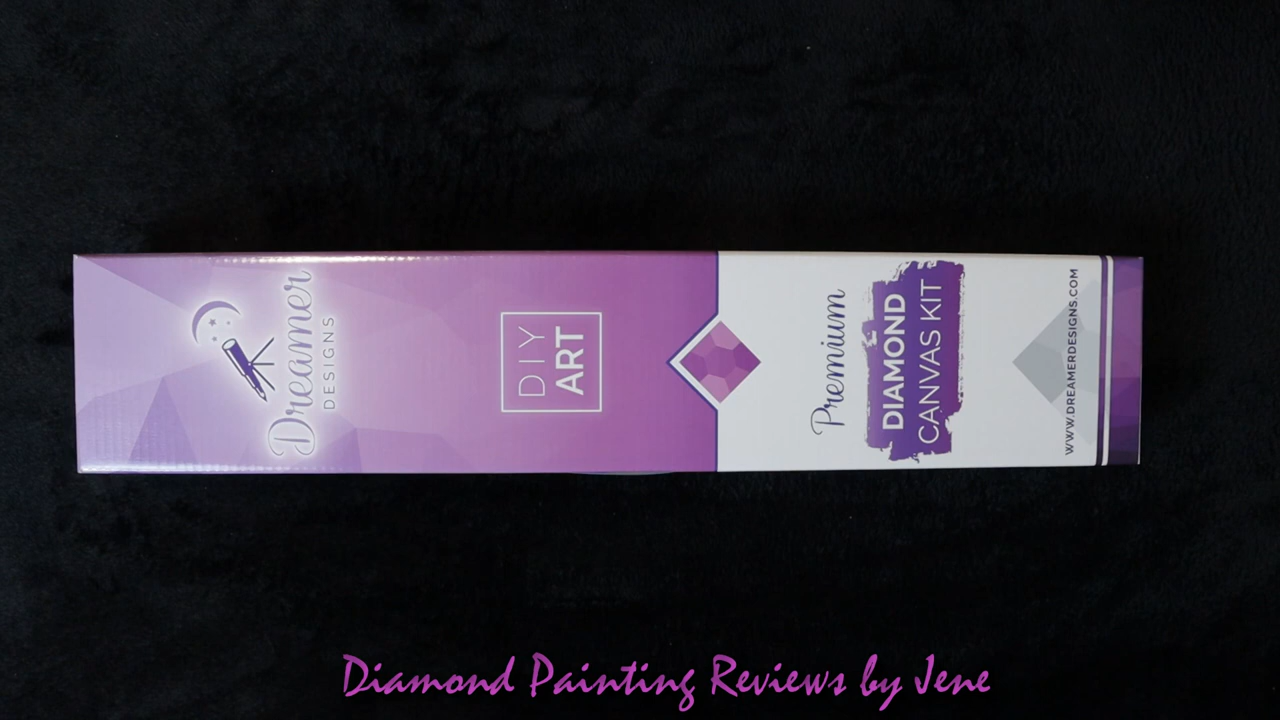 Dreamer
DESIGNS
DIY
ART
Premium
DIAMOND
CANVAS KIT
WWW.DREAMERDESIGNS.COM
Diamond Painting Reviews by Jene